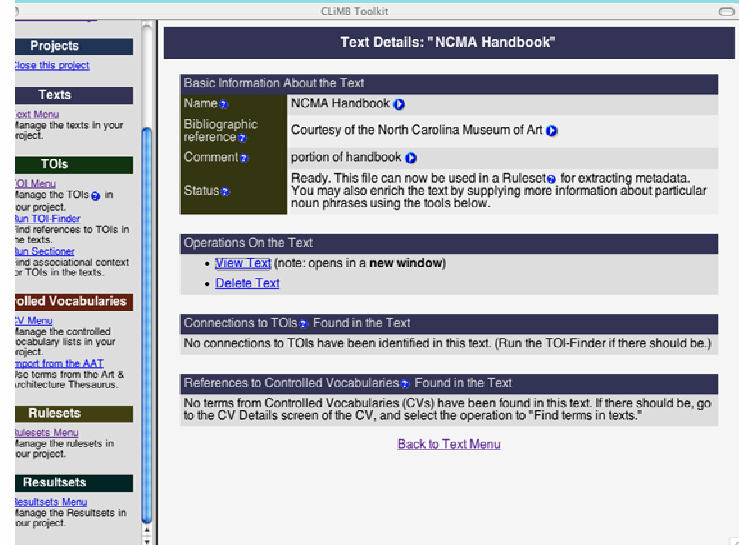 CLiMB Toolkit
Projects
Close this project
Texts
Text Menu
Manage the texts in your
project.
TOIs
TOI Menu
Manage the TOIs in
your project.
Run TOI-Finder
Find references to TOIs in
the texts.
Run Sectioner
Find associational context
for TOIs in the texts.
rolled Vocabularies
CV Menu
Manage the controlled
vocabulary lists in your
project.
Import from the AAT
Use terms from the Art &
Architecture Thesaurus.
Rulesets
Rulesets Menu
Manage the rulesets in
your project.
Resultsets
Resultsets Menu
Manage the Resultsets in
your project.
Text Details: "NCMA Handbook"
Basic Information About the Text
Name ? NCMA Handbook
Bibliographic
reference ? Courtesy of the North Carolina Museum of Art
Comment ? portion of handbook
Status ? Ready. This file can now be used in a Ruleset ? for extracting metadata.
You may also enrich the text by supplying more information about particular
noun phrases using the tools below.
Operations On the Text
• View Text (note: opens in a new window)
• Delete Text
Connections to TOIs ? Found in the Text
No connections to TOIs have been identified in this text. (Run the TOI-Finder if there should be.)
References to Controlled Vocabularies ? Found in the Text
No terms from Controlled Vocabularies (CVs) have been found in this text. If there should be, go
to the CV Details screen of the CV, and select the operation to "Find terms in texts."
Back to Text Menu